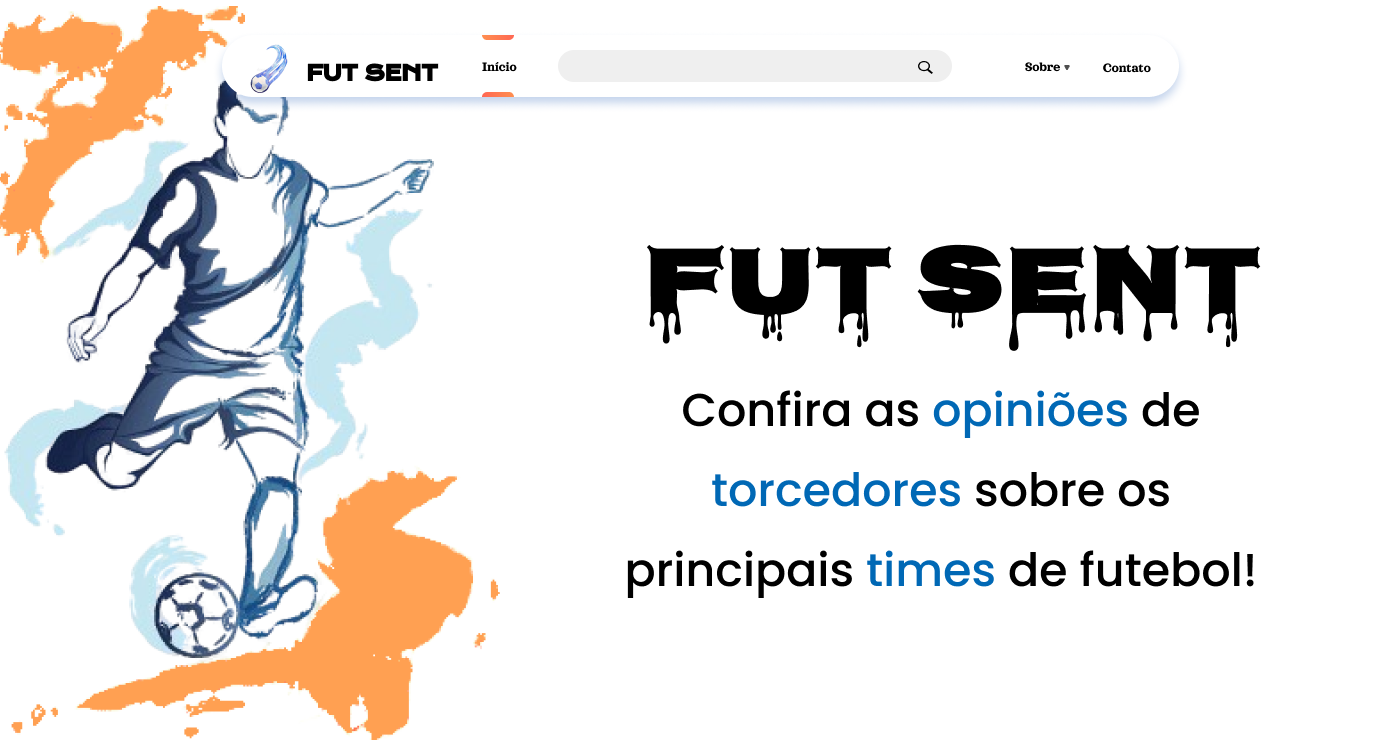 FUT SENT
Início
Sobre
Contato
FUT SENT
Confira as opiniões de
torcedores sobre os
principais times de futebol!